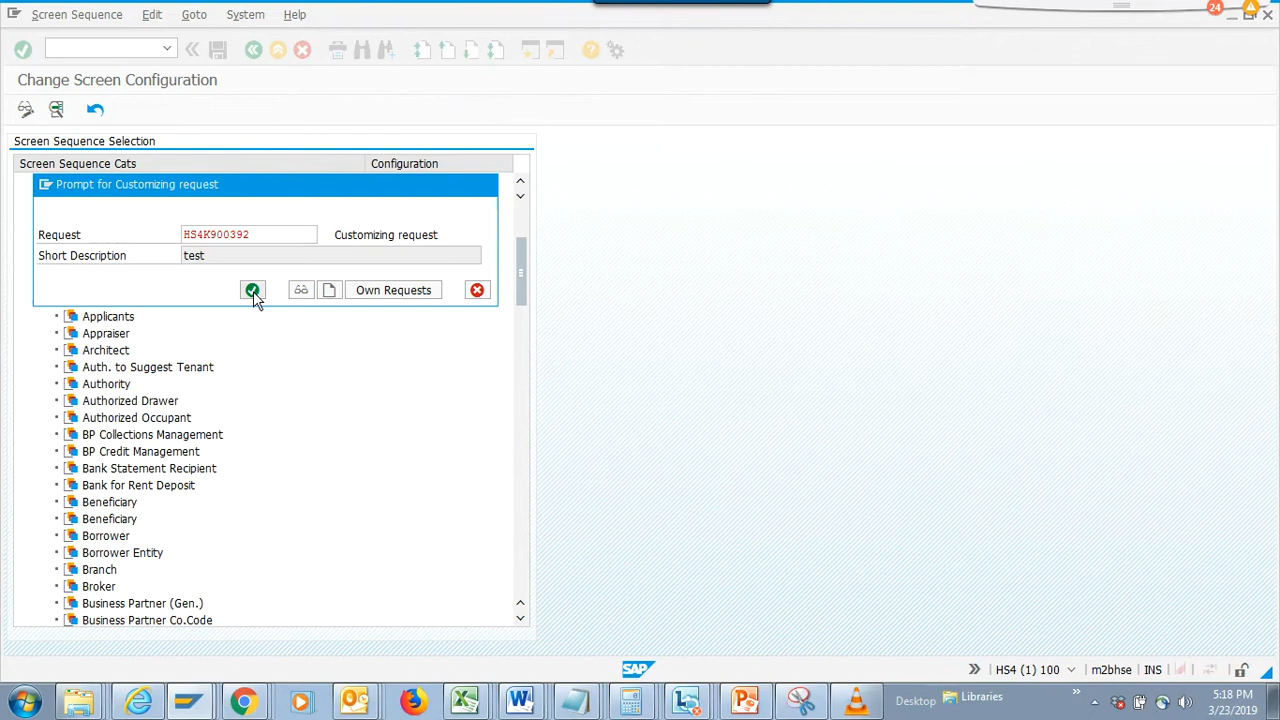 24
Screen Sequence Edit Goto System Help
Change Screen Configuration
Screen Sequence Selection
Screen Sequence Cats Configuration
Prompt for Customizing request
Request HS4K900392 Customizing request
Short Description test
Own Requests
Applicants
Appraiser
Architect
Auth. to Suggest Tenant
Authority
Authorized Drawer
Authorized Occupant
BP Collections Management
BP Credit Management
Bank Statement Recipient
Bank for Rent Deposit
Beneficiary
Beneficiary
Borrower
Borrower Entity
Branch
Broker
Business Partner (Gen.)
Business Partner Co.Code
SAP
HS4 (1) 100 m2bhse INS
Desktop Libraries
5:18 PM
3/23/2019